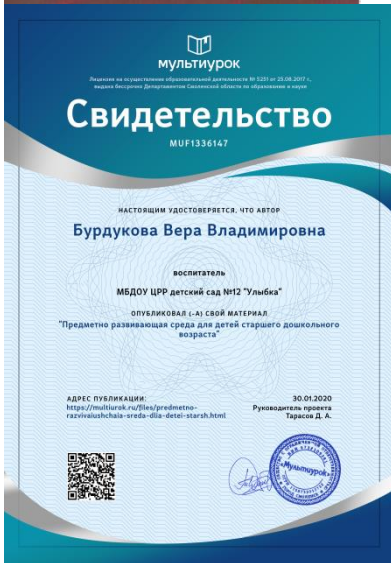 мультиурок
Лицензия на осуществление образовательной деятельности № 5251 от 25.08.2017 г.,
выдана бессрочно Департаментом Смоленской области по образованию и науке
Свидетельство
MUF1336147
НАСТОЯЩИМ УДОСТОВЕРЯЕТСЯ, ЧТО АВТОР
Бурдукова Вера Владимировна
воспитатель
МБДОУ ЦРР детский сад №12 "Улыбка"
ОПУБЛИКОВАЛ (-А) СВОЙ МАТЕРИАЛ
"Предметно развивающая среда для детей старшего дошкольного
возраста"
АДРЕС ПУБЛИКАЦИИ:
https://multiurok.ru/files/predmetno-
razvivaiushchaia-sreda-dlia-detei-starsh.html
30.01.2020
Руководитель проекта
Тарасов Д. А.
«Мультиурок»